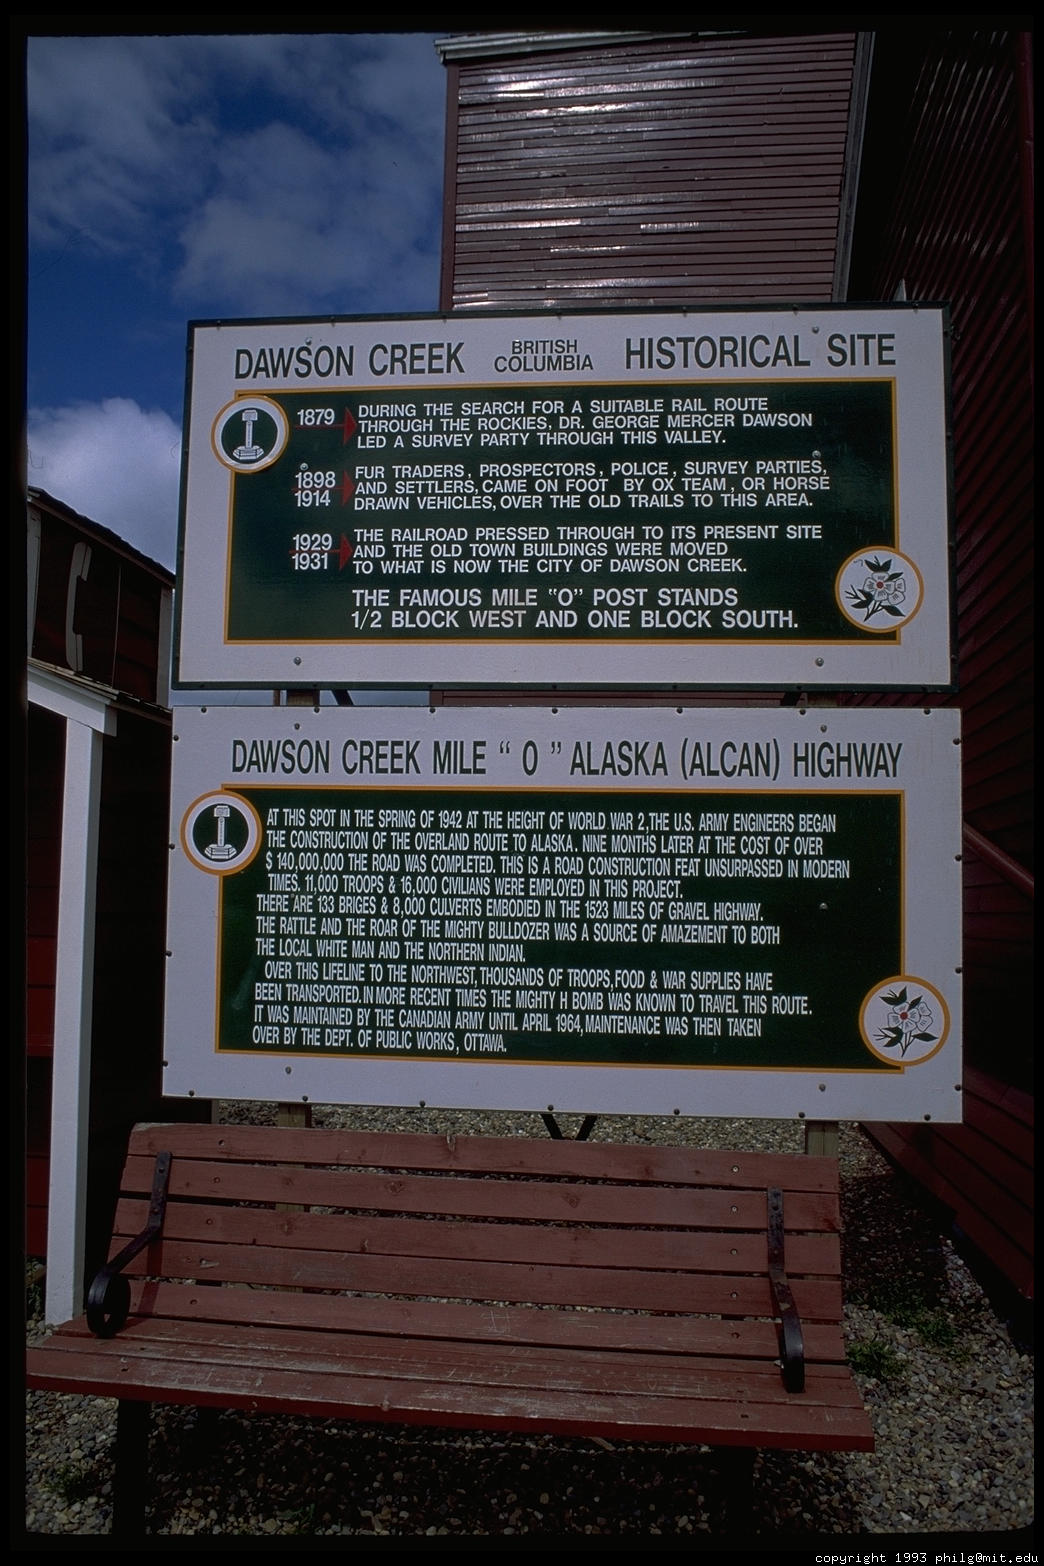 DAWSON CREEK BRITISH COLUMBIA HISTORICAL SITE
1879 DURING THE SEARCH FOR A SUITABLE RAIL ROUTE
THROUGH THE ROCKIES, DR. GEORGE MERCER DAWSON
LED A SURVEY PARTY THROUGH THIS VALLEY.
1898 FUR TRADERS, PROSPECTORS, POLICE, SURVEY PARTIES,
1914 AND SETTLERS, CAME ON FOOT BY OX TEAM, OR HORSE
DRAWN VEHICLES, OVER THE OLD TRAILS TO THIS AREA.
1929 THE RAILROAD PRESSED THROUGH TO ITS PRESENT SITE
1931 AND THE OLD TOWN BUILDINGS WERE MOVED
TO WHAT IS NOW THE CITY OF DAWSON CREEK.
THE FAMOUS MILE "O" POST STANDS
1/2 BLOCK WEST AND ONE BLOCK SOUTH.
DAWSON CREEK MILE " O " ALASKA (ALCAN) HIGHWAY
AT THIS SPOT IN THE SPRING OF 1942 AT THE HEIGHT OF WORLD WAR 2, THE U.S. ARMY ENGINEERS BEGAN
THE CONSTRUCTION OF THE OVERLAND ROUTE TO ALASKA. NINE MONTHS LATER AT THE COST OF OVER
$ 140,000,000 THE ROAD WAS COMPLETED. THIS IS A ROAD CONSTRUCTION FEAT UNSURPASSED IN MODERN
TIMES. 11,000 TROOPS & 16,000 CIVILIANS WERE EMPLOYED IN THIS PROJECT.
THERE ARE 133 BRIGES & 8,000 CULVERTS EMBODIED IN THE 1523 MILES OF GRAVEL HIGHWAY.
THE RATTLE AND THE ROAR OF THE MIGHTY BULLDOZER WAS A SOURCE OF AMAZEMENT TO BOTH
THE LOCAL WHITE MAN AND THE NORTHERN INDIAN.
OVER THIS LIFELINE TO THE NORTHWEST, THOUSANDS OF TROOPS, FOOD & WAR SUPPLIES HAVE
BEEN TRANSPORTED. IN MORE RECENT TIMES THE MIGHTY H BOMB WAS KNOWN TO TRAVEL THIS ROUTE.
IT WAS MAINTAINED BY THE CANADIAN ARMY UNTIL APRIL 1964, MAINTENANCE WAS THEN TAKEN
OVER BY THE DEPT. OF PUBLIC WORKS, OTTAWA.
copyright 1993 philg@mit.edu